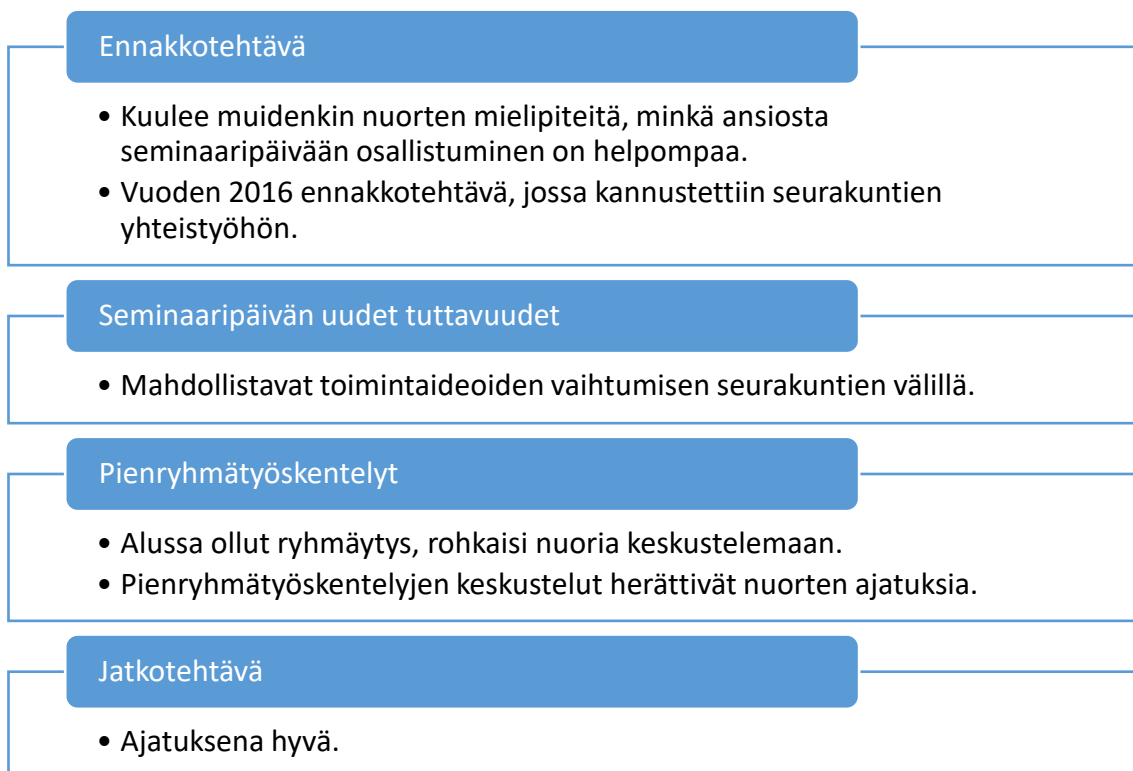 Ennakkotehtävä
• Kuulee muidenkin nuorten mielipiteitä, minkä ansiosta
seminaaripäivään osallistuminen on helpompaa.
• Vuoden 2016 ennakkotehtävä, jossa kannustettiin seurakuntien
yhteistyöhön.
Seminaaripäivän uudet tuttavuudet
• Mahdollistavat toimintaideoiden vaihtumisen seurakuntien välillä.
Pienryhmätyöskentelyt
• Alussa ollut ryhmäytys, rohkaisi nuoria keskustelemaan.
• Pienryhmätyöskentelyjen keskustelut herättivät nuorten ajatuksia.
Jatkotehtävä
• Ajatuksena hyvä.